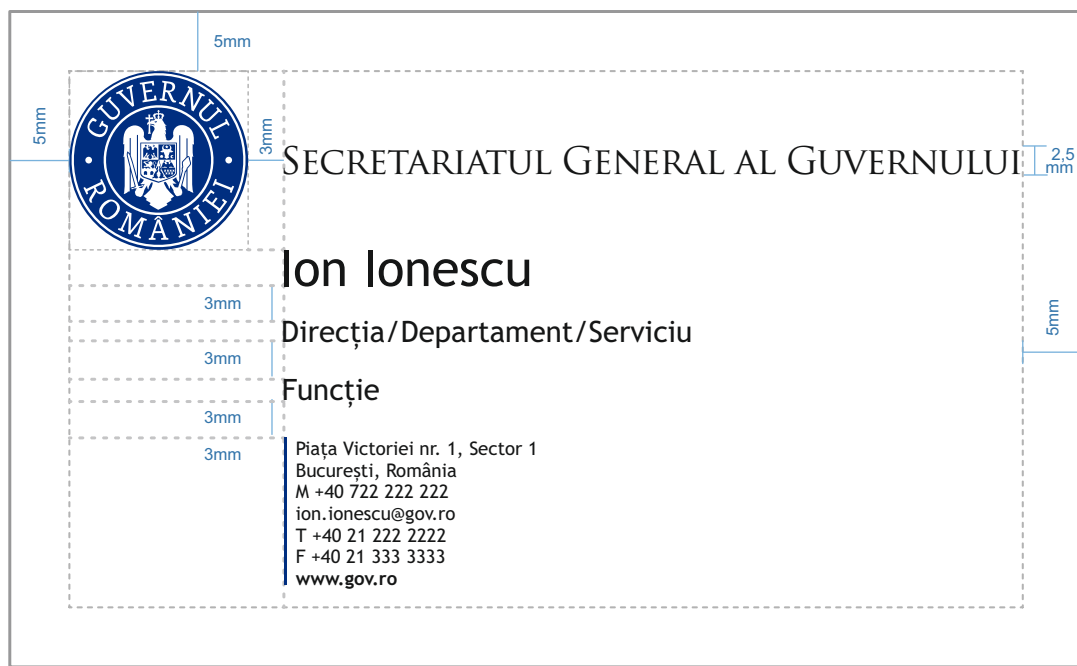 5mm
5mm
GUVERNUL ROMÂNIEI
3mm
SECRETARIATUL GENERAL AL GUVERNULUI
2,5
mm
Ion Ionescu
3mm
5mm
Direcția/Departament/Serviciu
3mm
Funcție
3mm
3mm
Piața Victoriei nr. 1, Sector 1
București, România
M +40 722 222 222
ion.ionescu@gov.ro
T +40 21 222 2222
F +40 21 333 3333
www.gov.ro